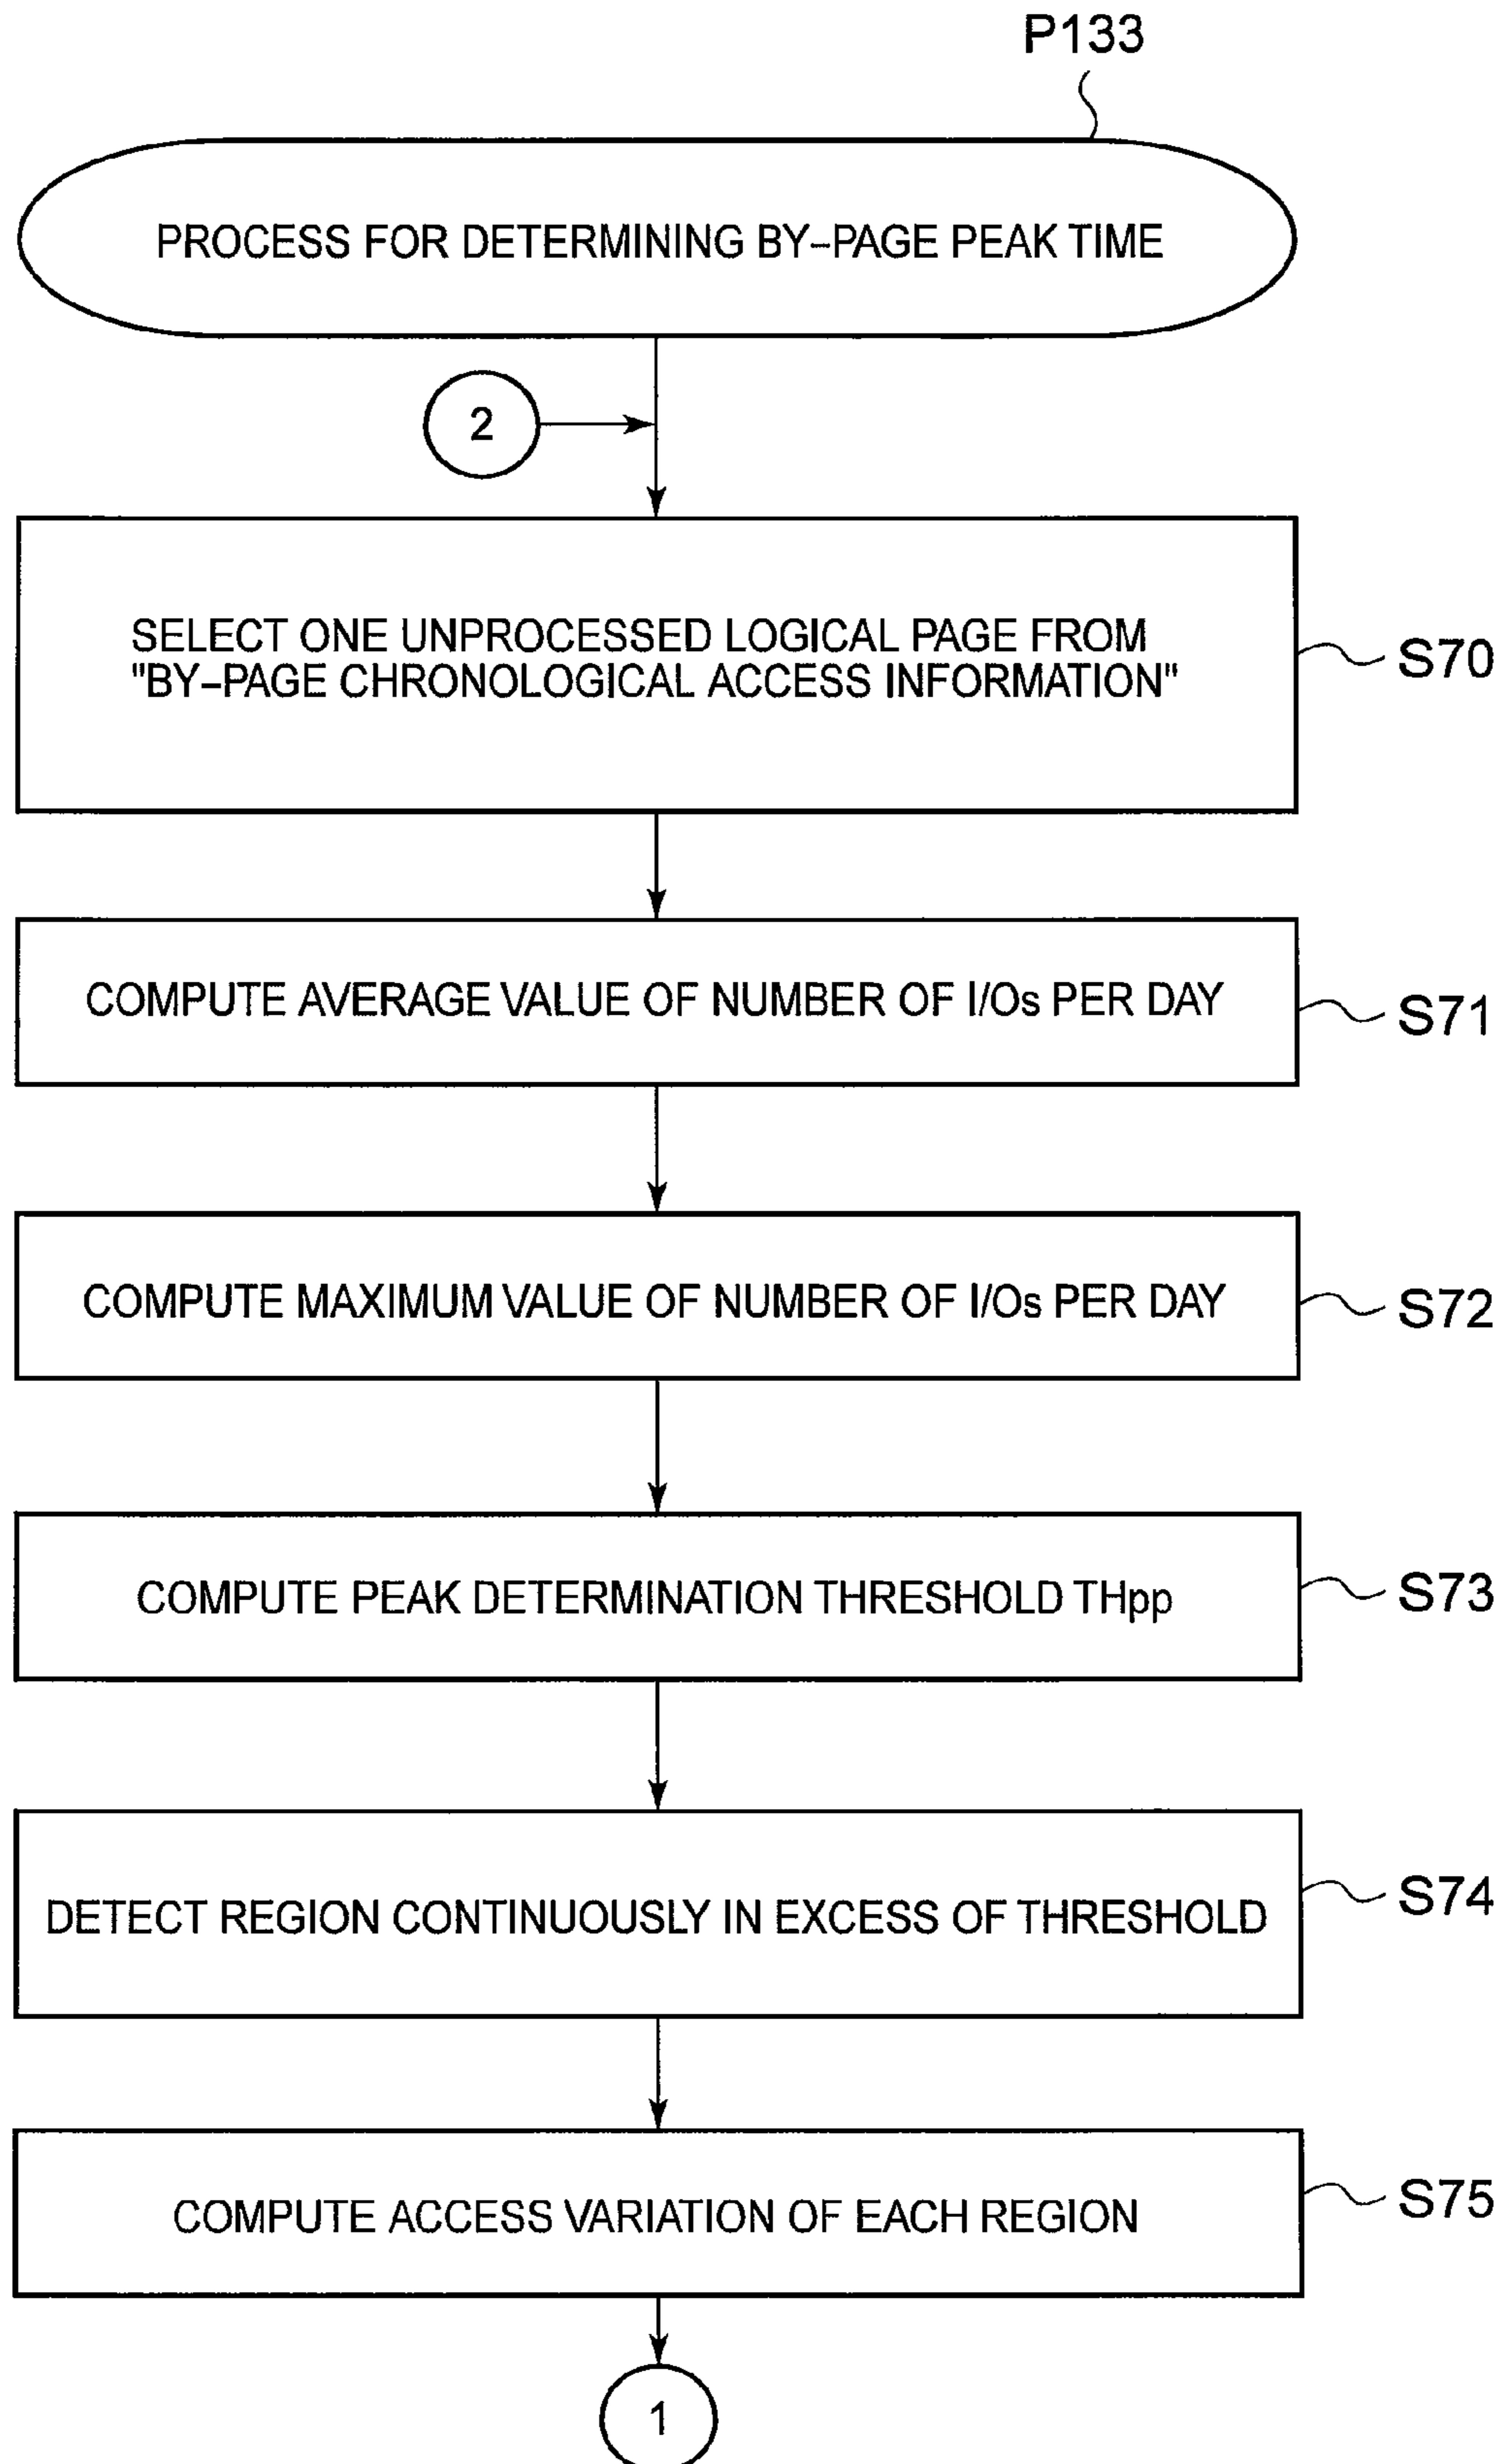 P133
PROCESS FOR DETERMINING BY-PAGE PEAK TIME
2
SELECT ONE UNPROCESSED LOGICAL PAGE FROM
"BY-PAGE CHRONOLOGICAL ACCESS INFORMATION"
S70
COMPUTE AVERAGE VALUE OF NUMBER OF I/Os PER DAY
S71
COMPUTE MAXIMUM VALUE OF NUMBER OF I/Os PER DAY
S72
COMPUTE PEAK DETERMINATION THRESHOLD THpp
S73
DETECT REGION CONTINUOUSLY IN EXCESS OF THRESHOLD
S74
COMPUTE ACCESS VARIATION OF EACH REGION
S75
1